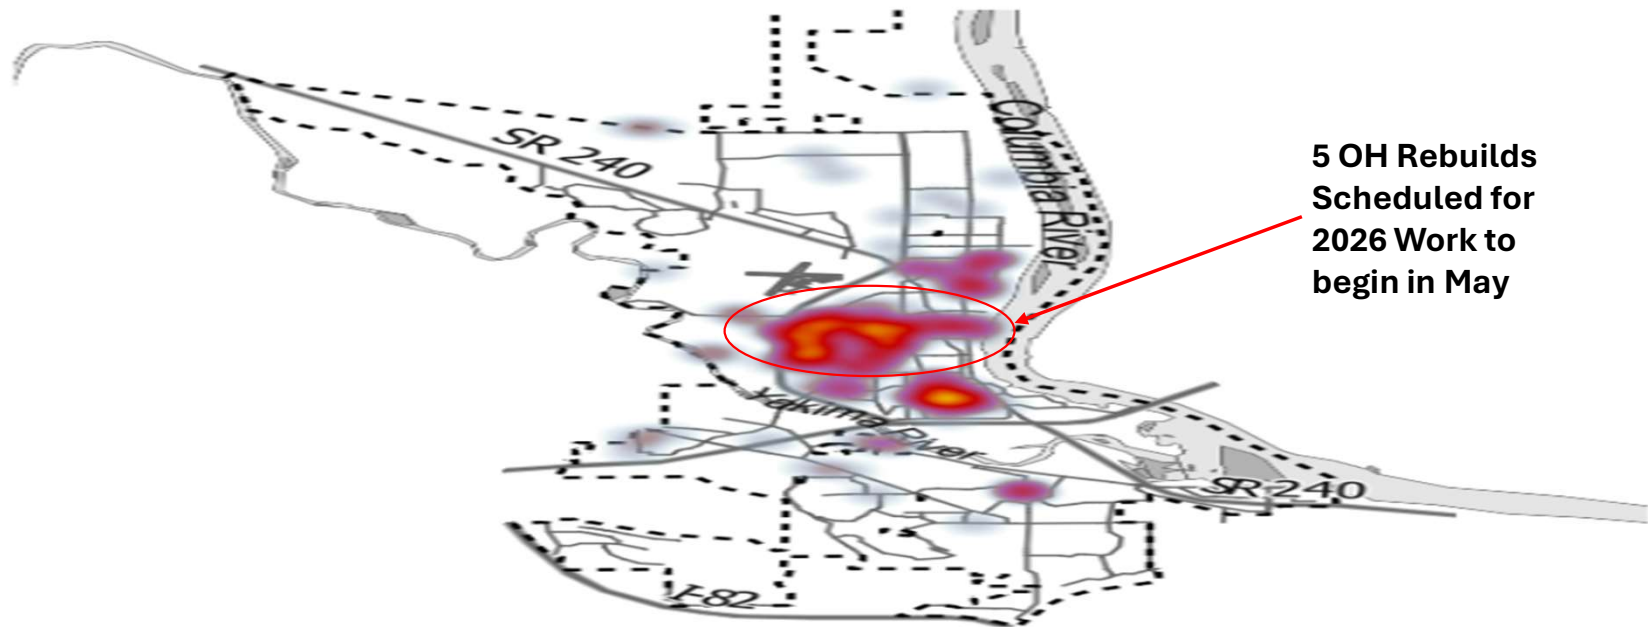 Columbia River
SR 240
5 OH Rebuilds
Scheduled for
2026 Work to
begin in May
Yakima River
SR 240
I-82